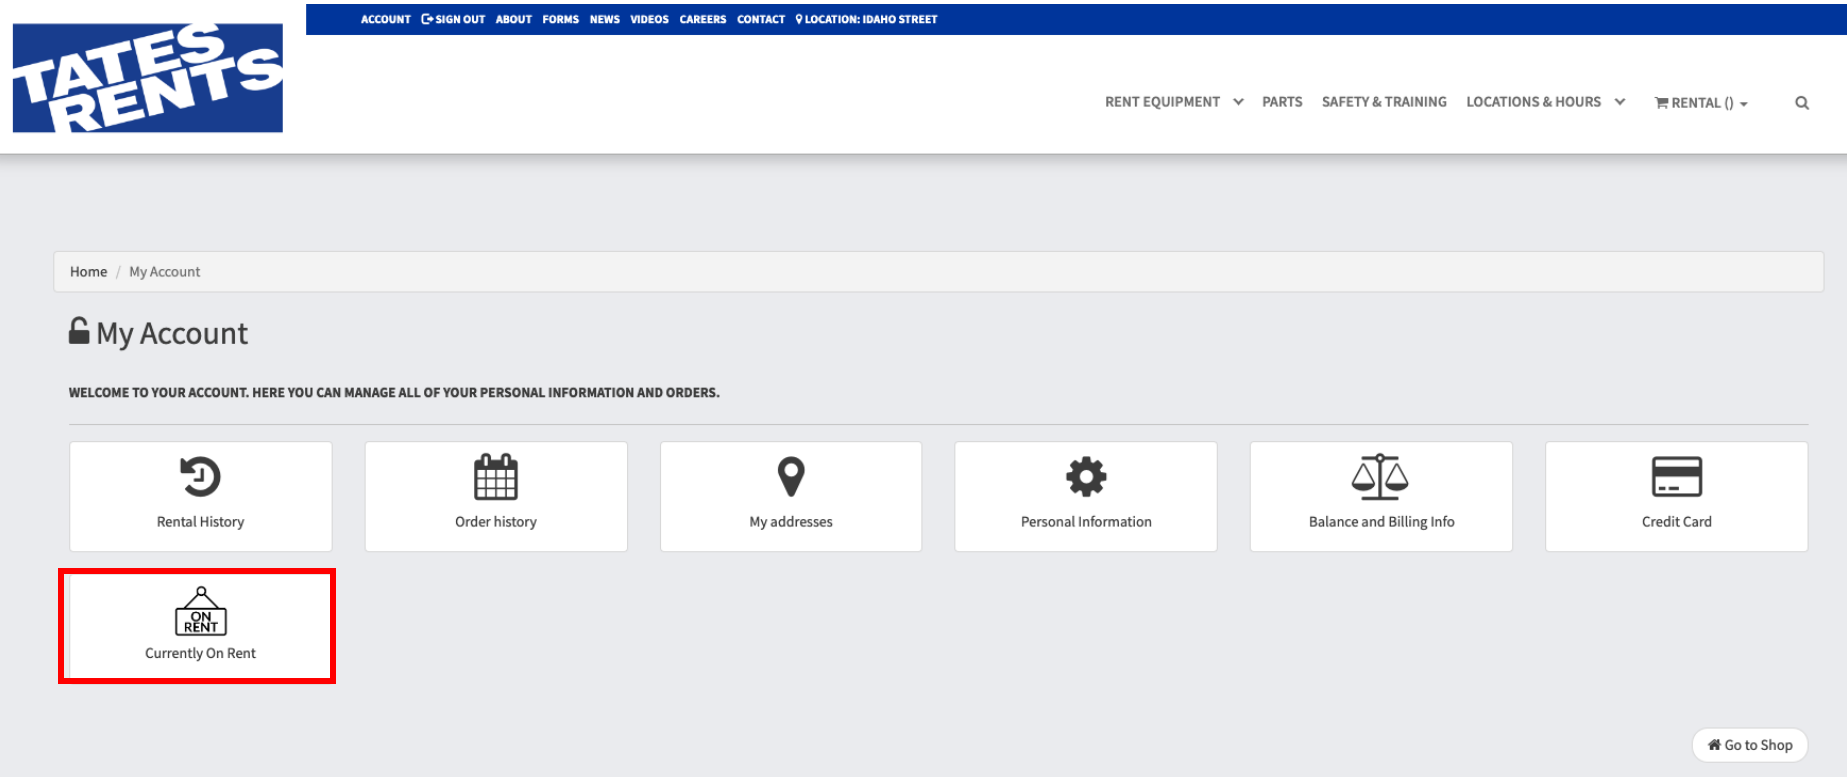 ACCOUNT SIGN OUT ABOUT FORMS NEWS VIDEOS CAREERS CONTACT LOCATION: IDAHO STREET
TATES
RENTS
RENT EQUIPMENT PARTS SAFETY & TRAINING LOCATIONS & HOURS RENTAL ()
Home / My Account
My Account
WELCOME TO YOUR ACCOUNT. HERE YOU CAN MANAGE ALL OF YOUR PERSONAL INFORMATION AND ORDERS.
Rental History
Order history
My addresses
Personal Information
Balance and Billing Info
Credit Card
ON
RENT
Currently On Rent
Go to Shop